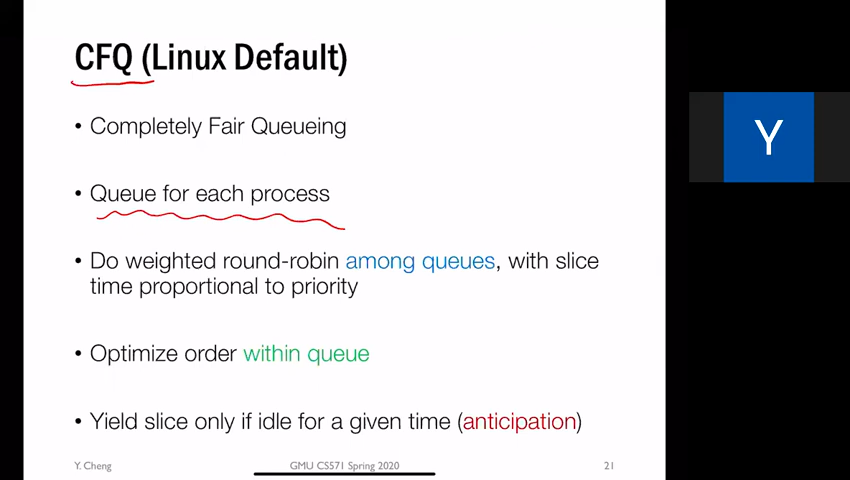 CFQ (Linux Default)
• Completely Fair Queueing
• Queue for each process
• Do weighted round-robin among queues, with slice
time proportional to priority
• Optimize order within queue
• Yield slice only if idle for a given time (anticipation)
Y. Cheng
GMU CS571 Spring 2020
21
Y